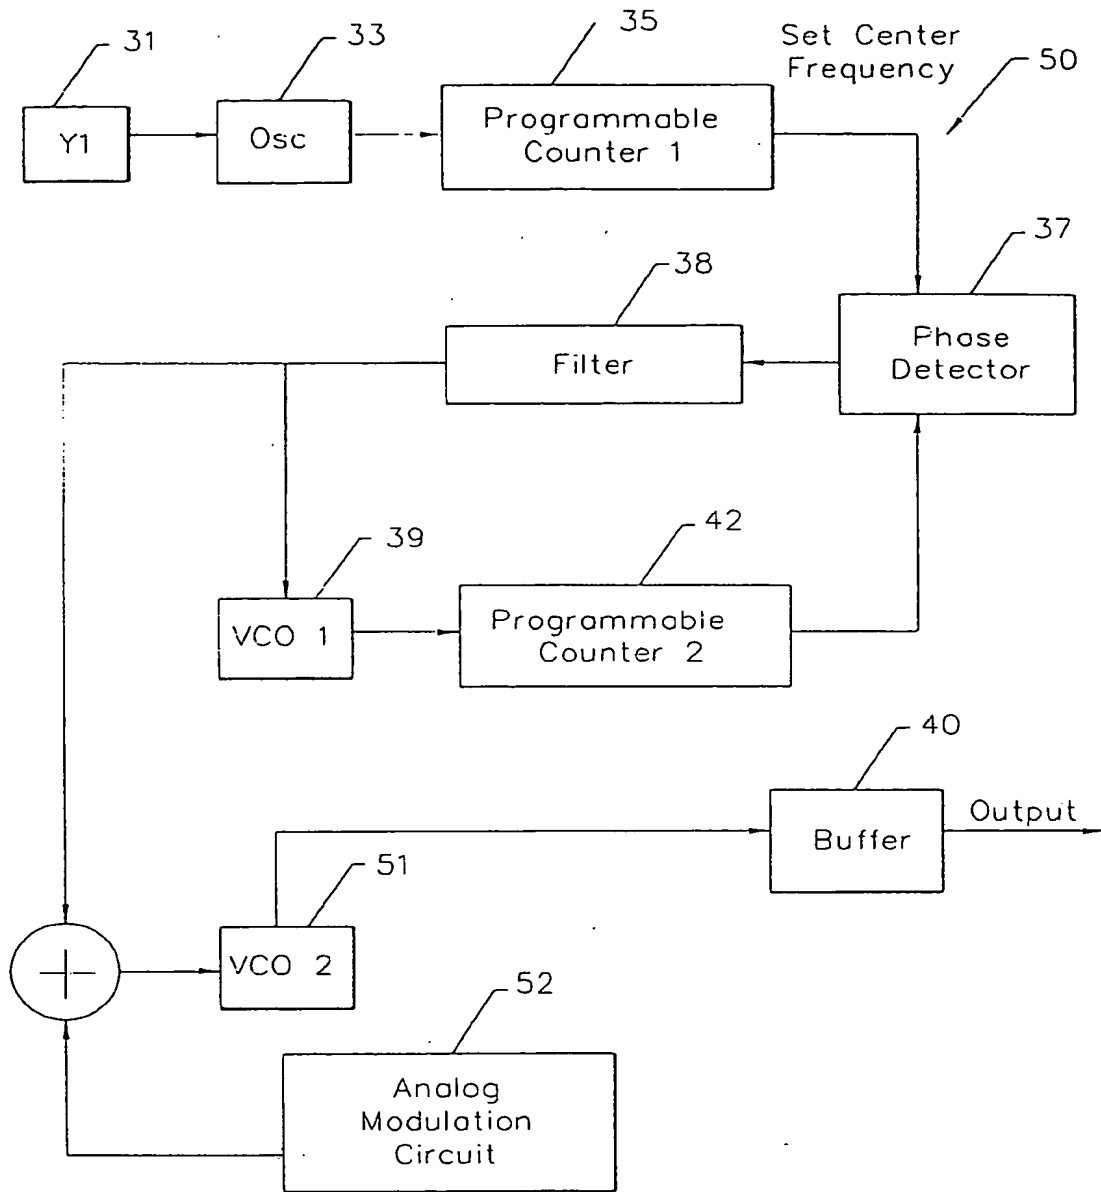 31
33
35
Set Center
Frequency
50
Y1
Osc
Programmable
Counter 1
37
38
Phase
Detector
Filter
39
42
VCO 1
Programmable
Counter 2
40
Buffer
Output
51
VCO 2
52
Analog
Modulation
Circuit